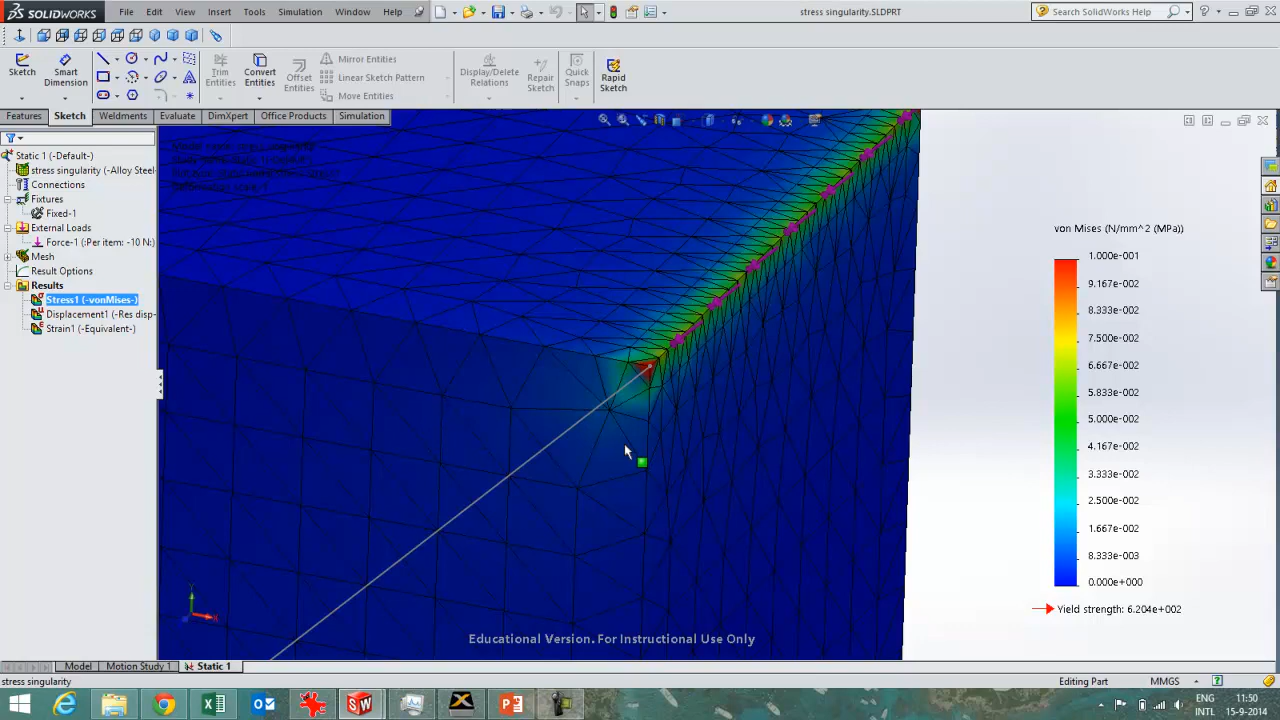 SOLIDWORKS File Edit View Insert Tools Simulation Window Help stress singularity.SLDPRT Search SolidWorks Help
Sketch Smart Dimension Trim Entities Convert Entities Offset Entities Mirror Entities Linear Sketch Pattern Move Entities Display/Delete Relations Repair Sketch Quick Snaps Rapid Sketch
Features Sketch Weldments Evaluate DimXpert Office Products Simulation
Static 1 (-Default-)
stress singularity (-Alloy Steel
Connections
Fixtures
Fixed-1
External Loads
Force-1 (:Per item: -10 N:)
Mesh
Result Options
Results
Stress1 (-vonMises-)
Displacement1 (-Res disp-
Strain1 (-Equivalent-)
von Mises (N/mm^2 (MPa))
1.000e-001
9.167e-002
8.333e-002
7.500e-002
6.667e-002
5.833e-002
5.000e-002
4.167e-002
3.333e-002
2.500e-002
1.667e-002
8.333e-003
0.000e+000
Yield strength: 6.204e+002
Y
X
Educational Version. For Instructional Use Only
Model Motion Study 1 Static 1
stress singularity Editing Part MMGS
ENG 11:50
INTL 15-9-2014